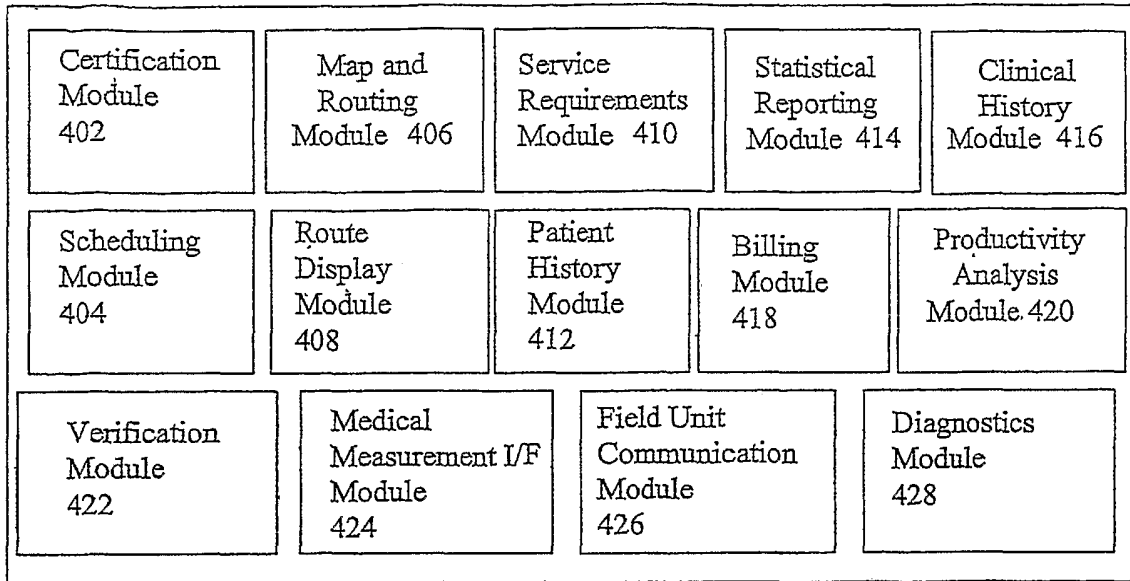 Certification
Module
402
Map and
Routing
Module 406
Service
Requirements
Module 410
Statistical
Reporting
Module 414
Clinical
History
Module 416
Scheduling
Module
404
Route
Display
Module
408
Patient
History
Module
412
Billing
Module
418
Productivity
Analysis
Module. 420
Verification
Module
422
Medical
Measurement I/F
Module
424
Field Unit
Communication
Module
426
Diagnostics
Module
428